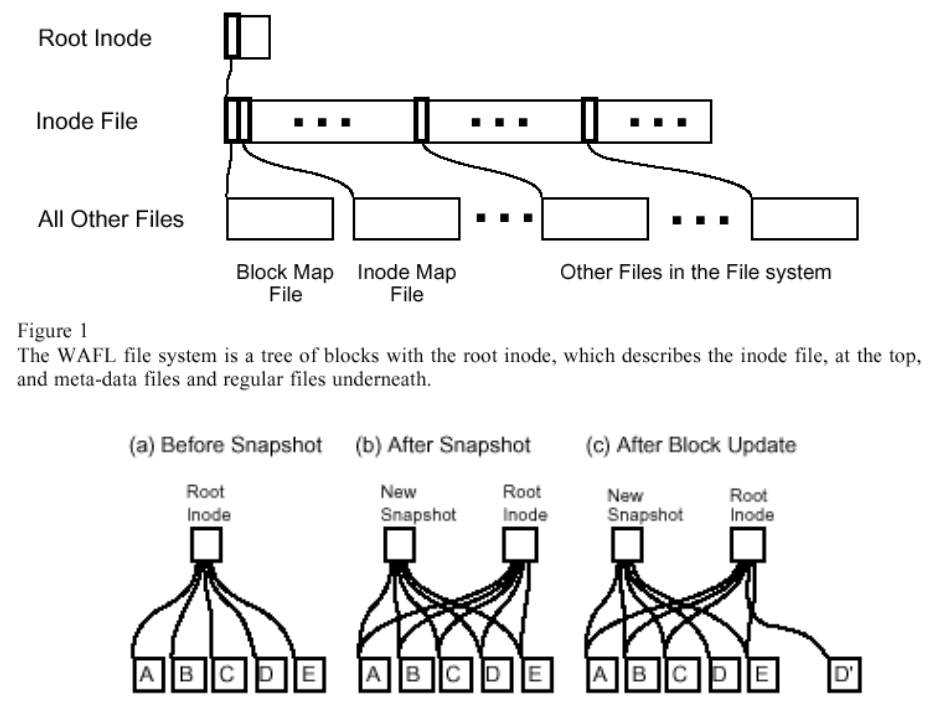 Root Inode
Inode File
All Other Files
Block Map
File
Inode Map
File
Other Files in the File system
Figure 1
The WAFL file system is a tree of blocks with the root inode, which describes the inode file, at the top,
and meta-data files and regular files underneath.
(a) Before Snapshot
(b) After Snapshot
(c) After Block Update
Root
Inode
New
Snapshot
Root
Inode
New
Snapshot
Root
Inode
A B C D E
A B C D E
A B C D E D'